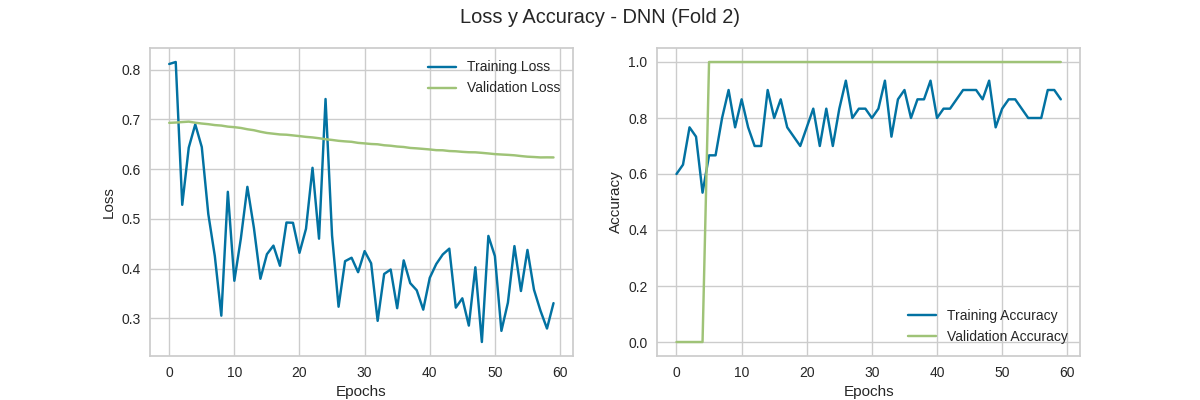 Loss y Accuracy - DNN (Fold 2)
0.8
0.7
0.6
0.5
0.4
0.3
Loss
0 10 20 30 40 50 60
Epochs
Training Loss
Validation Loss
1.0
0.8
0.6
0.4
0.2
0.0
Accuracy
0 10 20 30 40 50 60
Epochs
Training Accuracy
Validation Accuracy